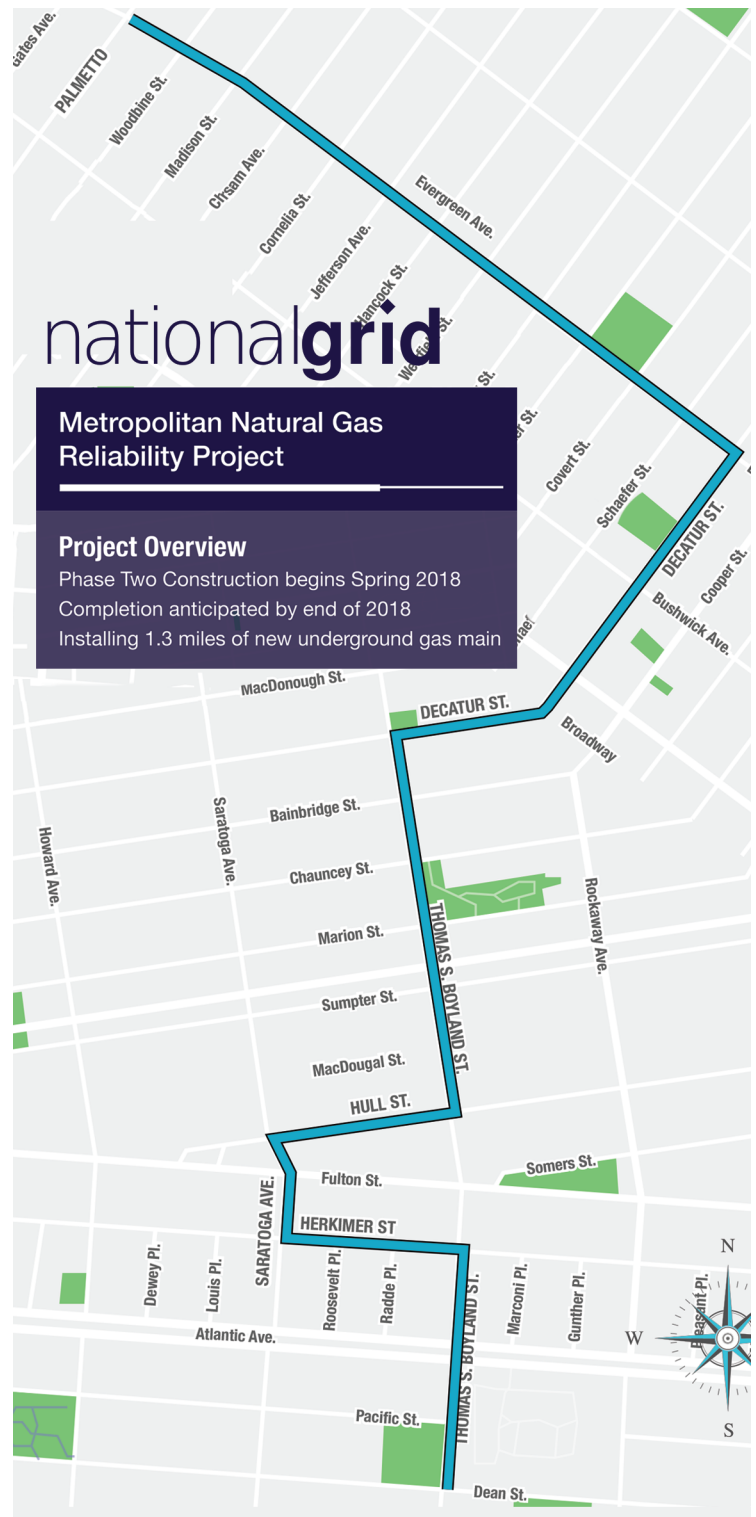 Gates Ave.
PALMETTO
Woodbine St.
Madison St.
Chrsam Ave.
Cornelia St.
Evergreen Ave.
Jefferson Ave.
Hancock St.
nationalgrid
St.
Metropolitan Natural Gas
Reliability Project
Covert St.
Schaefer St.
DECATUR ST.
Project Overview
Phase Two Construction begins Spring 2018
Completion anticipated by end of 2018
Installing 1.3 miles of new underground gas main
Cooper St.
Bushwick Ave.
MacDonough St.
DECATUR ST.
Broadway
Bainbridge St.
Saratoga Ave.
Howard Ave.
Chauncey St.
Rockaway Ave.
Marion St.
THOMAS S. BOYLAND ST.
Sumpter St.
MacDougal St.
HULL ST.
Somers St.
Fulton St.
SARATOGA AVE.
HERKIMER ST
N
Dewey Pl.
Louis Pl.
Roosevelt Pl.
Radde Pl.
Marconi Pl.
Gunther Pl.
W
Atlantic Ave.
THOMAS S. BOYLAND ST.
Pacific St.
S
Dean St.